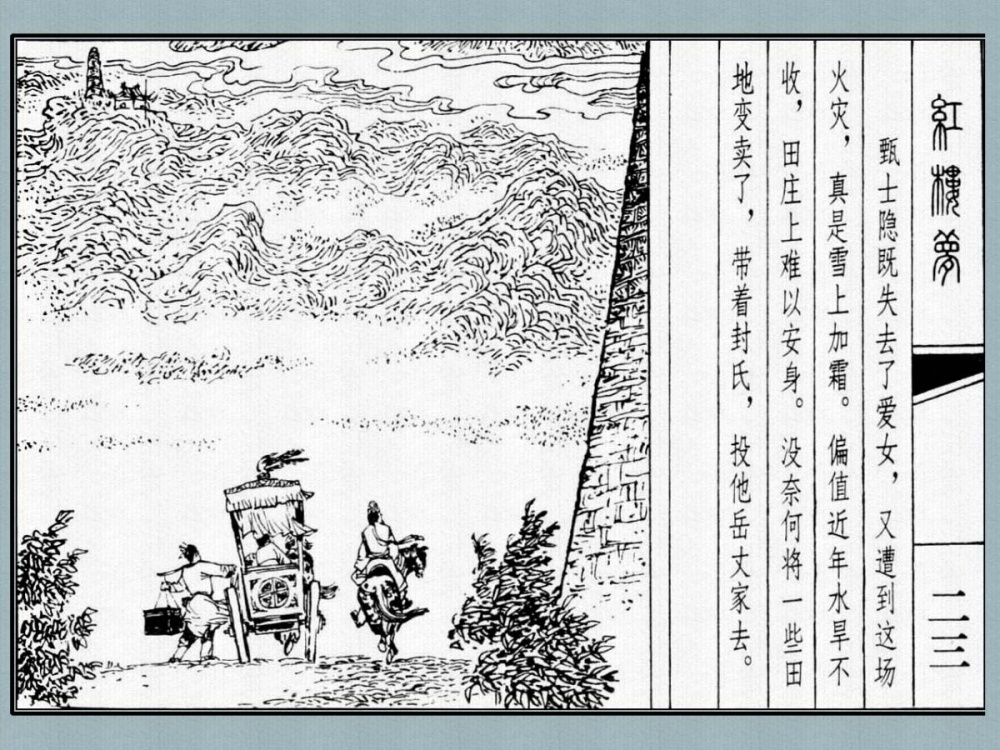 紅樓夢
二三
甄士隐既失去了爱女，又遭到这场
火灾，真是雪上加霜。偏值近年水旱不
收，田庄上难以安身。没奈何将一些田
地变卖了，带着封氏，投他岳丈家去。